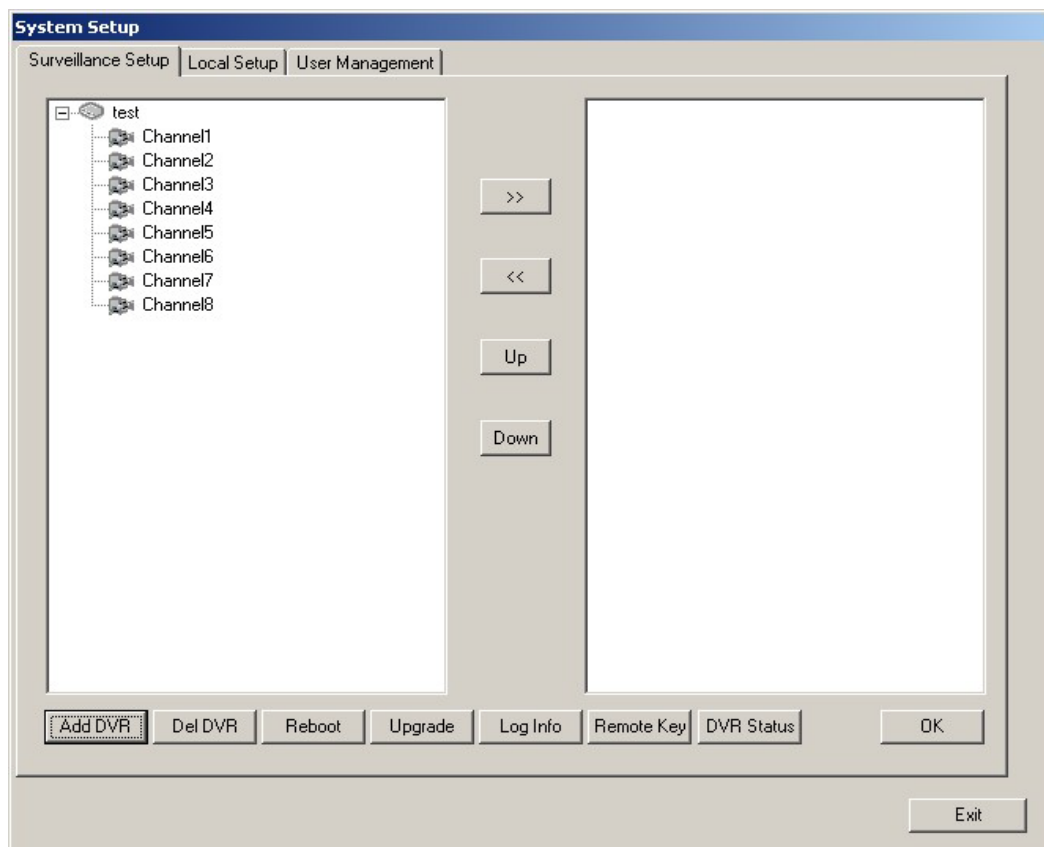 System Setup
Surveillance Setup Local Setup User Management
test
Channel1
Channel2
Channel3
Channel4
Channel5
Channel6
Channel7
Channel8
>>
<<
Up
Down
Add DVR Del DVR Reboot Upgrade Log Info Remote Key DVR Status OK
Exit